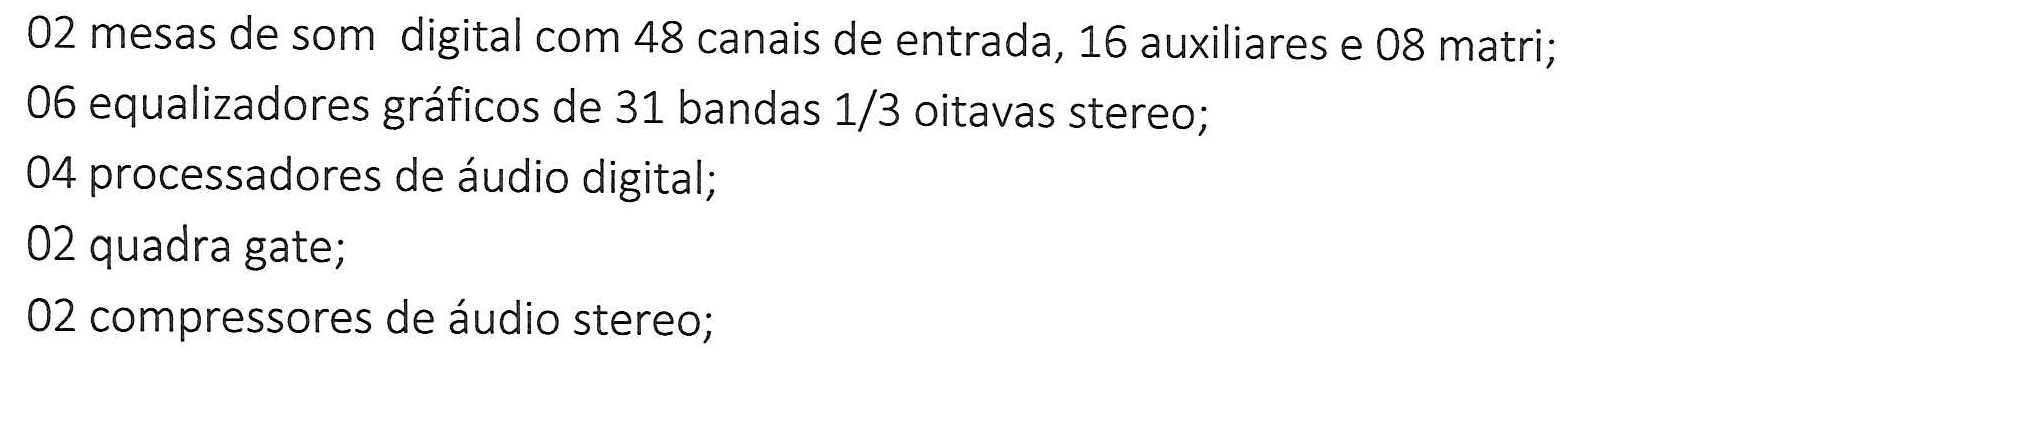 02 mesas de som  digital com 48 canais de entrada, 16 auxiliares e 08 matri;
06 equalizadores gráficos de 31 bandas 1/3 oitavas stereo;
04 processadores de áudio digital;
02 quadra gate;
02 compressores de áudio stereo;